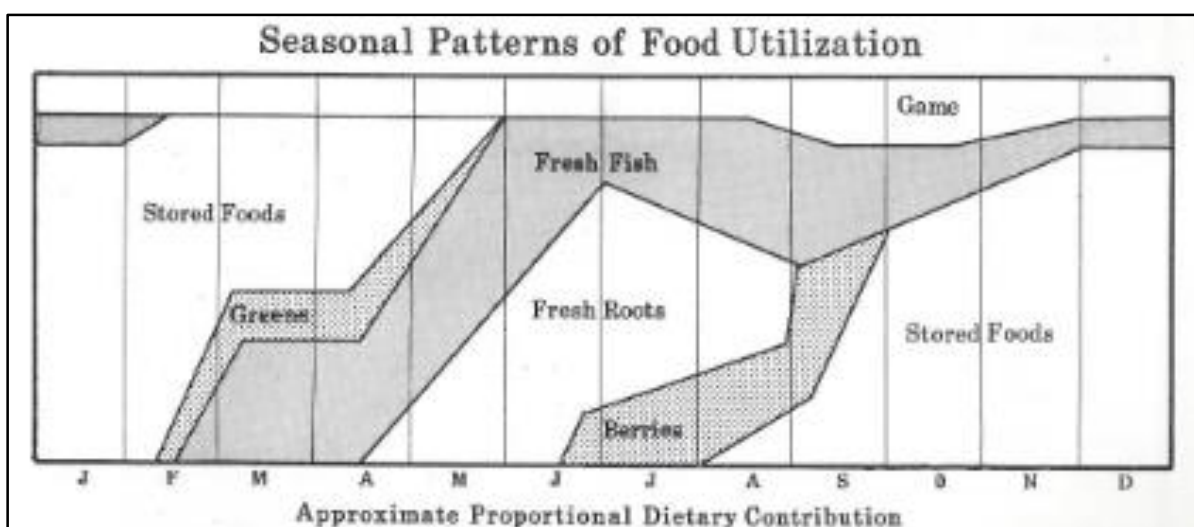 Seasonal Patterns of Food Utilization
Game
Fresh Fish
Stored Foods
Greens
Fresh Roots
Stored Foods
Berries
J F M A M J J A S 0 N D
Approximate Proportional Dietary Contribution